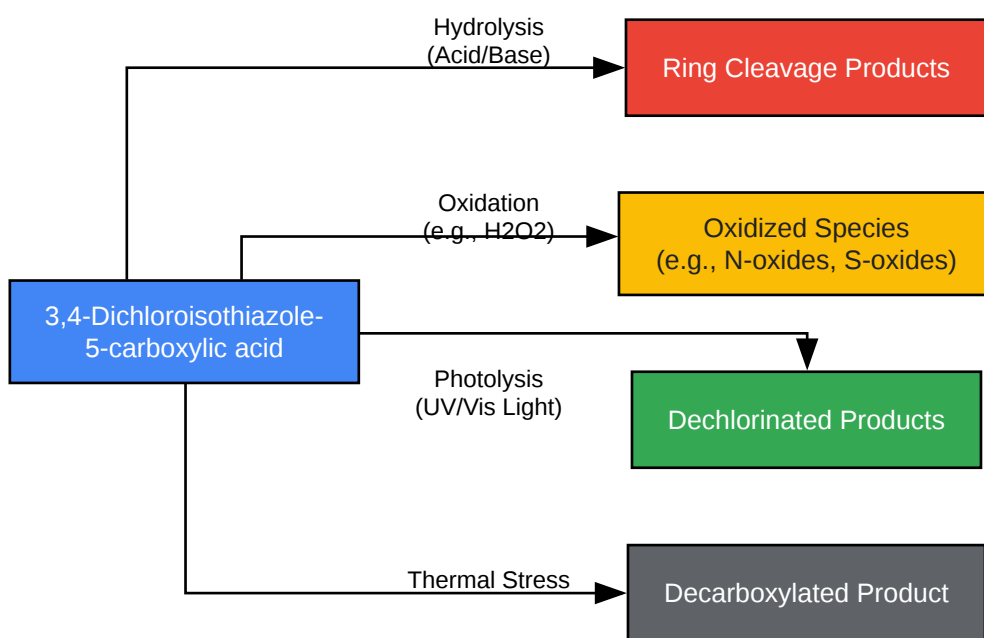 Hydrolysis
(Acid/Base)
Ring Cleavage Products
Oxidation
(e.g., H2O2)
Oxidized Species
(e.g., N-oxides, S-oxides)
3,4-Dichloroisothiazole-
5-carboxylic acid
Photolysis
(UV/Vis Light)
Dechlorinated Products
Thermal Stress
Decarboxylated Product